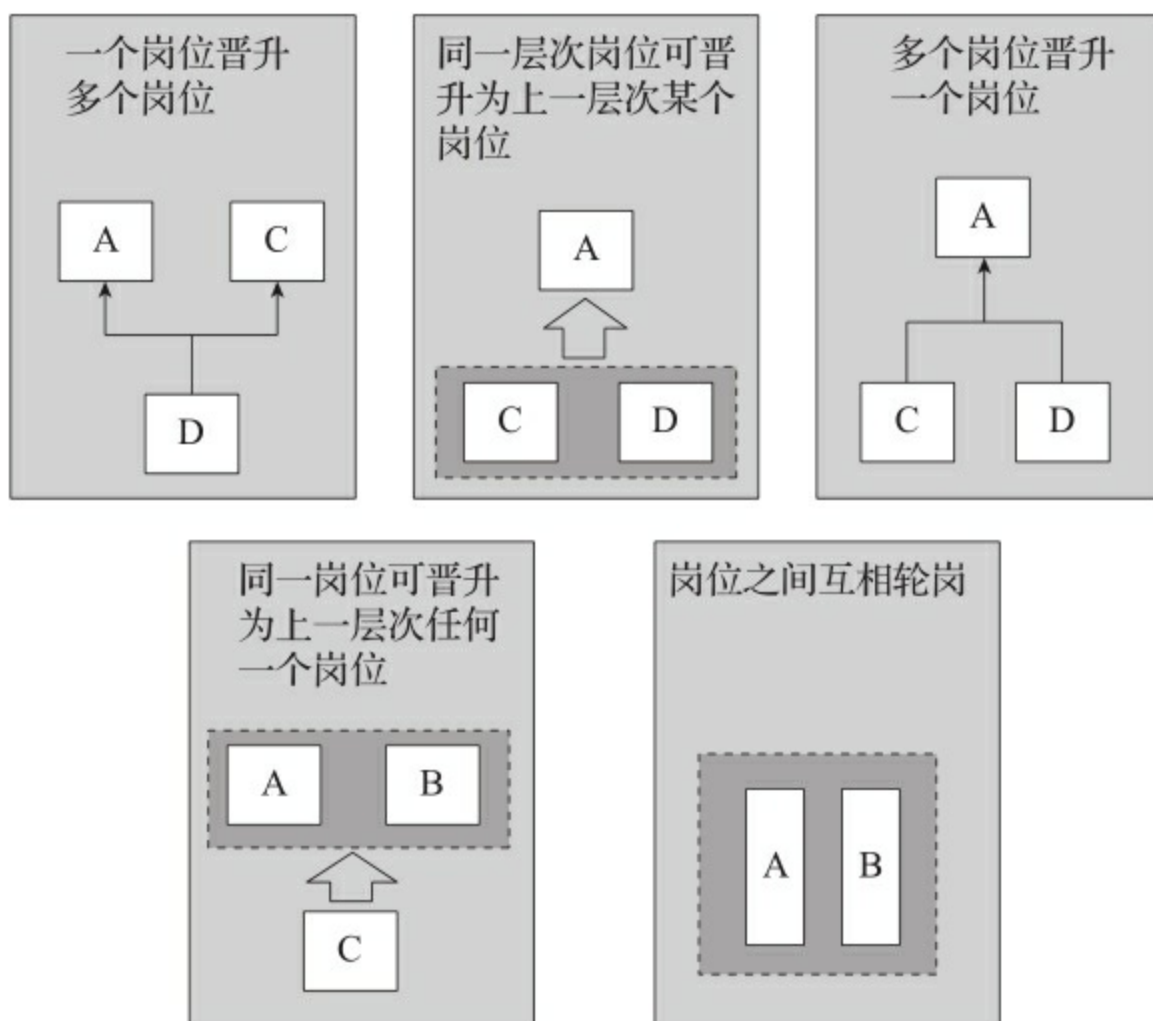 一个岗位晋升
多个岗位
A
C
D
同一层次岗位可晋
升为上一层次某个
岗位
A
C
D
多个岗位晋升
一个岗位
A
C
D
同一岗位可晋升
为上一层次任何
一个岗位
A
B
C
岗位之间互相轮岗
A
B